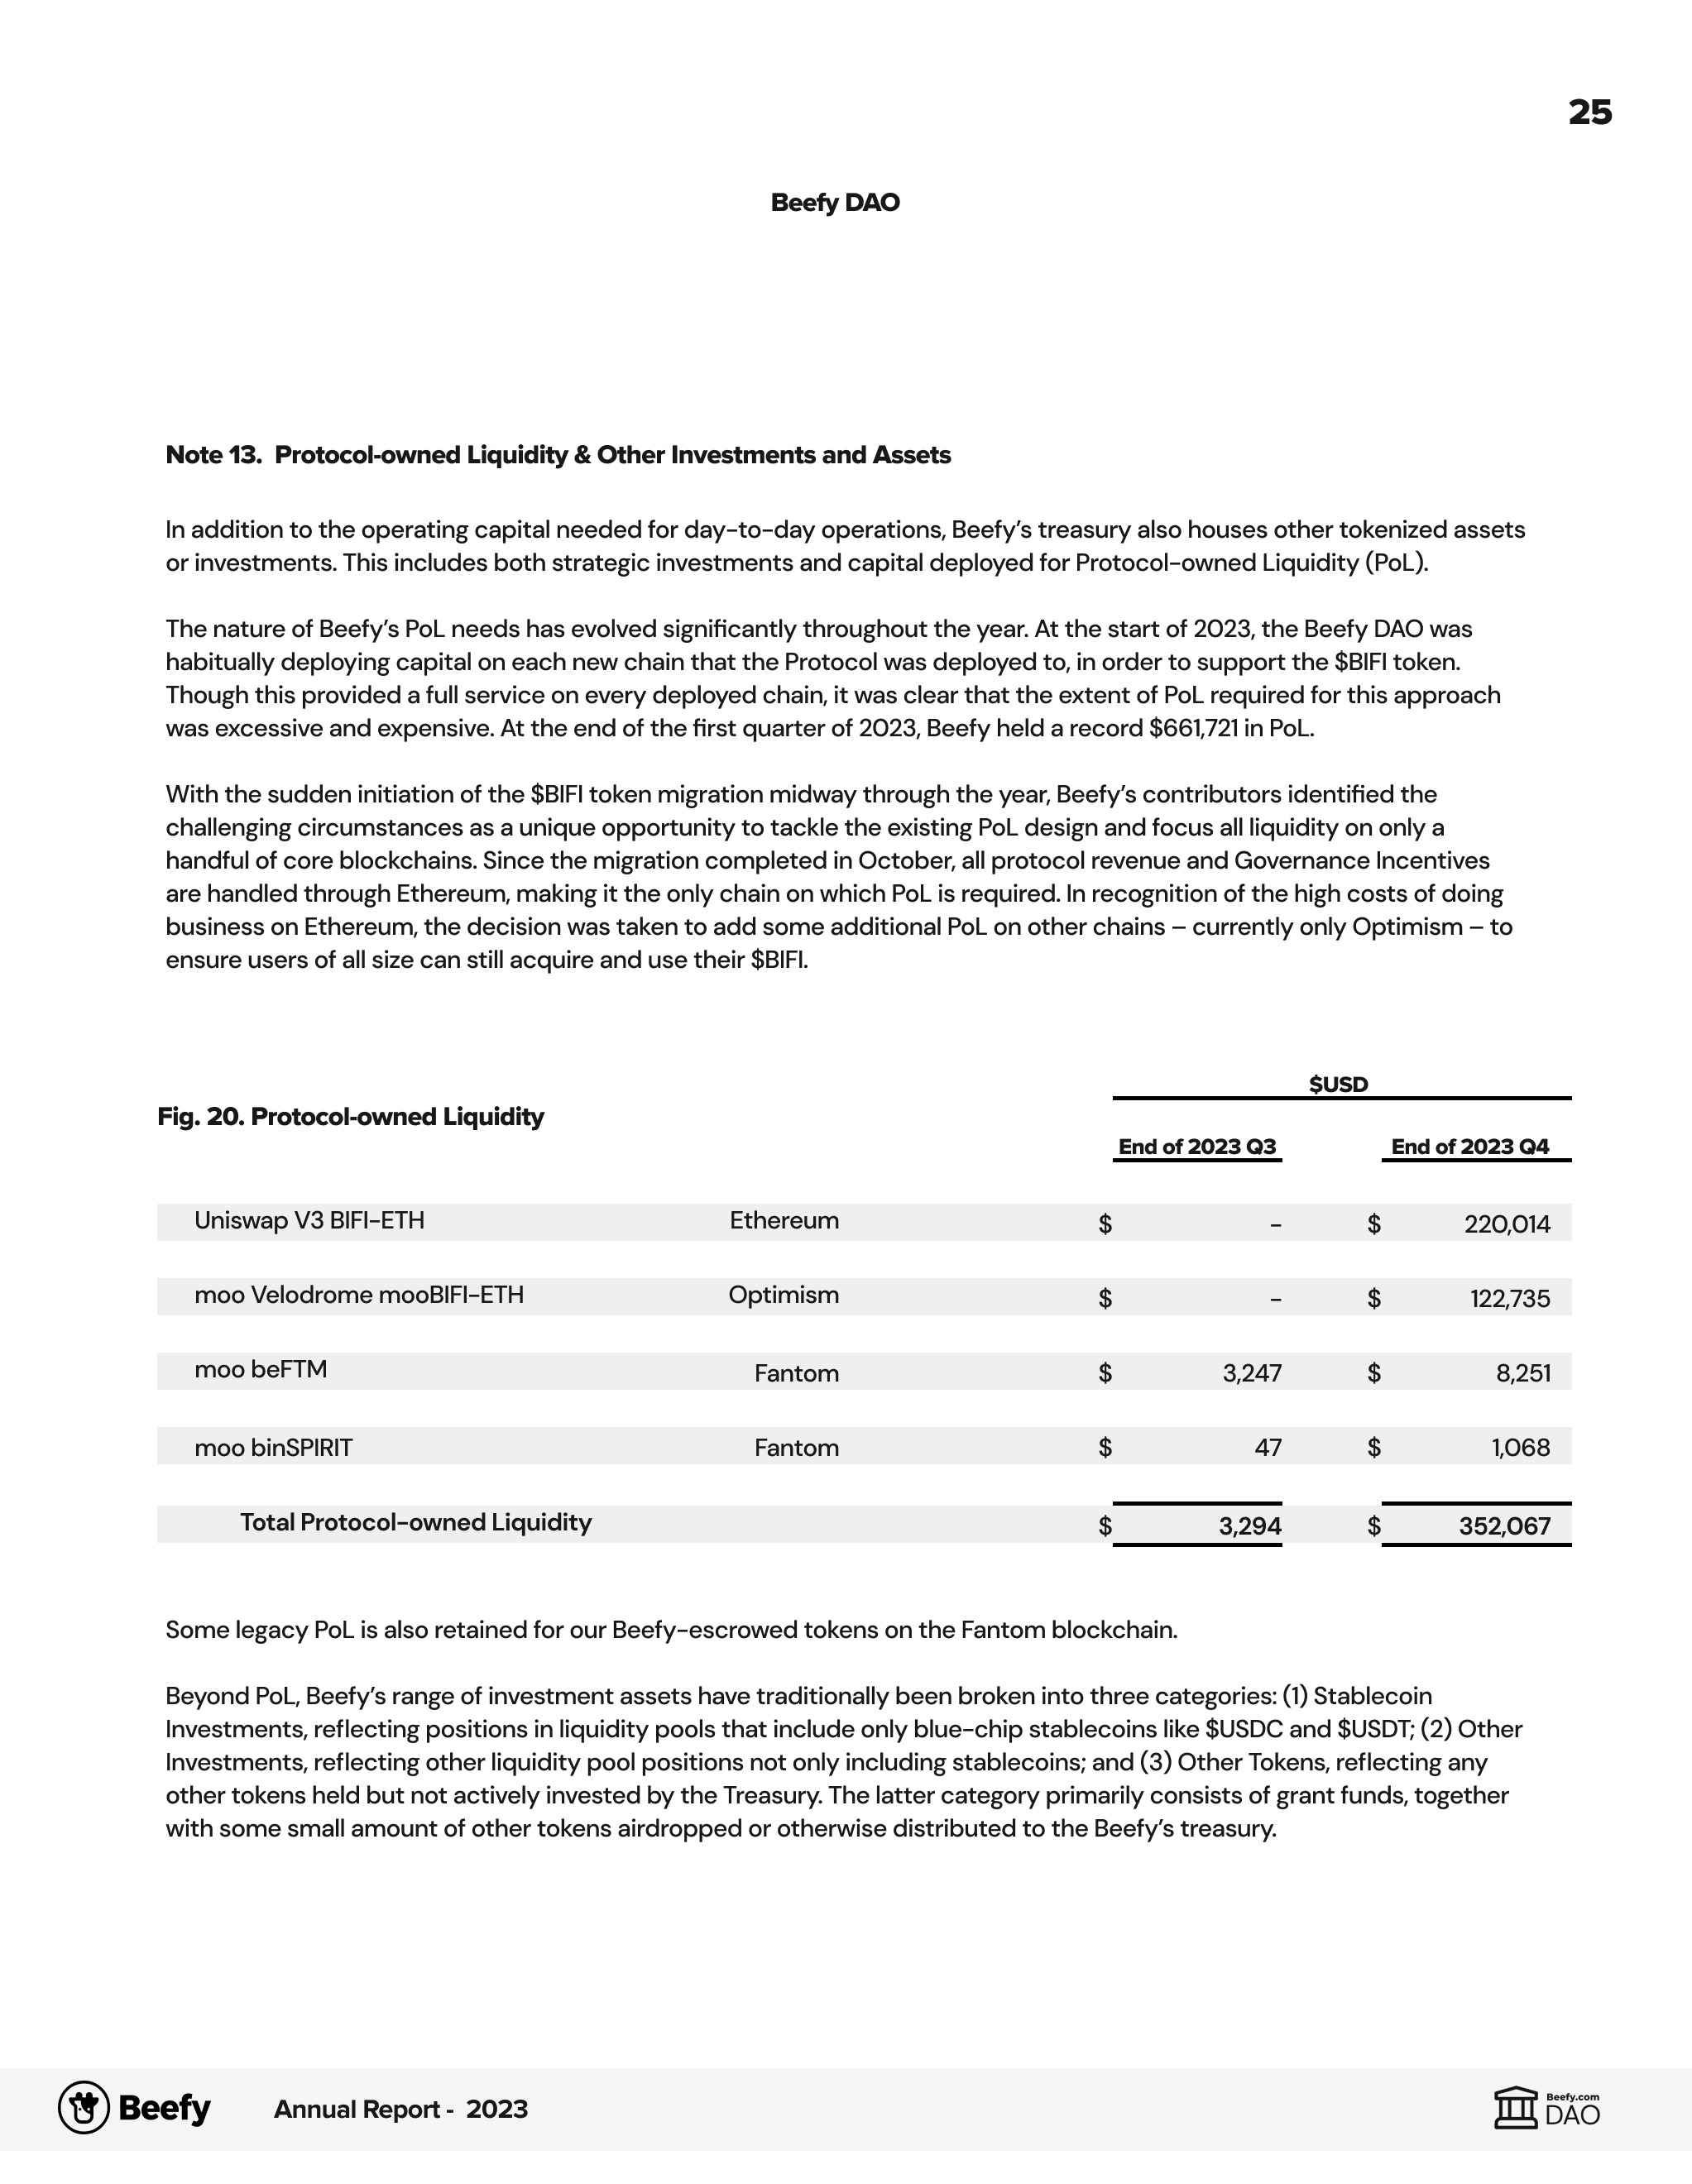 25
Beefy DAO
Note 13.  Protocol-owned Liquidity & Other Investments and Assets
In addition to the operating capital needed for day-to-day operations, Beefy's treasury also houses other tokenized assets
or investments. This includes both strategic investments and capital deployed for Protocol-owned Liquidity (PoL).
The nature of Beefy's PoL needs has evolved significantly throughout the year. At the start of 2023, the Beefy DAO was
habitually deploying capital on each new chain that the Protocol was deployed to, in order to support the $BIFI token.
Though this provided a full service on every deployed chain, it was clear that the extent of PoL required for this approach
was excessive and expensive. At the end of the first quarter of 2023, Beefy held a record $661,721 in PoL.
With the sudden initiation of the $BIFI token migration midway through the year, Beefy's contributors identified the
challenging circumstances as a unique opportunity to tackle the existing PoL design and focus all liquidity on only a
handful of core blockchains. Since the migration completed in October, all protocol revenue and Governance Incentives
are handled through Ethereum, making it the only chain on which PoL is required. In recognition of the high costs of doing
business on Ethereum, the decision was taken to add some additional PoL on other chains – currently only Optimism – to
ensure users of all size can still acquire and use their $BIFI.
$USD
Fig. 20. Protocol-owned Liquidity
End of 2023 Q3 End of 2023 Q4
Uniswap V3 BIFI-ETH Ethereum $ - $ 220,014
moo Velodrome mooBIFI-ETH Optimism $ - $ 122,735
moo beFTM Fantom $ 3,247 $ 8,251
moo binSPIRIT Fantom $ 47 $ 1,068
Total Protocol-owned Liquidity $ 3,294 $ 352,067
Some legacy PoL is also retained for our Beefy-escrowed tokens on the Fantom blockchain.
Beyond PoL, Beefy's range of investment assets have traditionally been broken into three categories: (1) Stablecoin
Investments, reflecting positions in liquidity pools that include only blue-chip stablecoins like $USDC and $USDT; (2) Other
Investments, reflecting other liquidity pool positions not only including stablecoins; and (3) Other Tokens, reflecting any
other tokens held but not actively invested by the Treasury. The latter category primarily consists of grant funds, together
with some small amount of other tokens airdropped or otherwise distributed to the Beefy's treasury.
Beefy Annual Report -  2023
Beefy.com
DAO